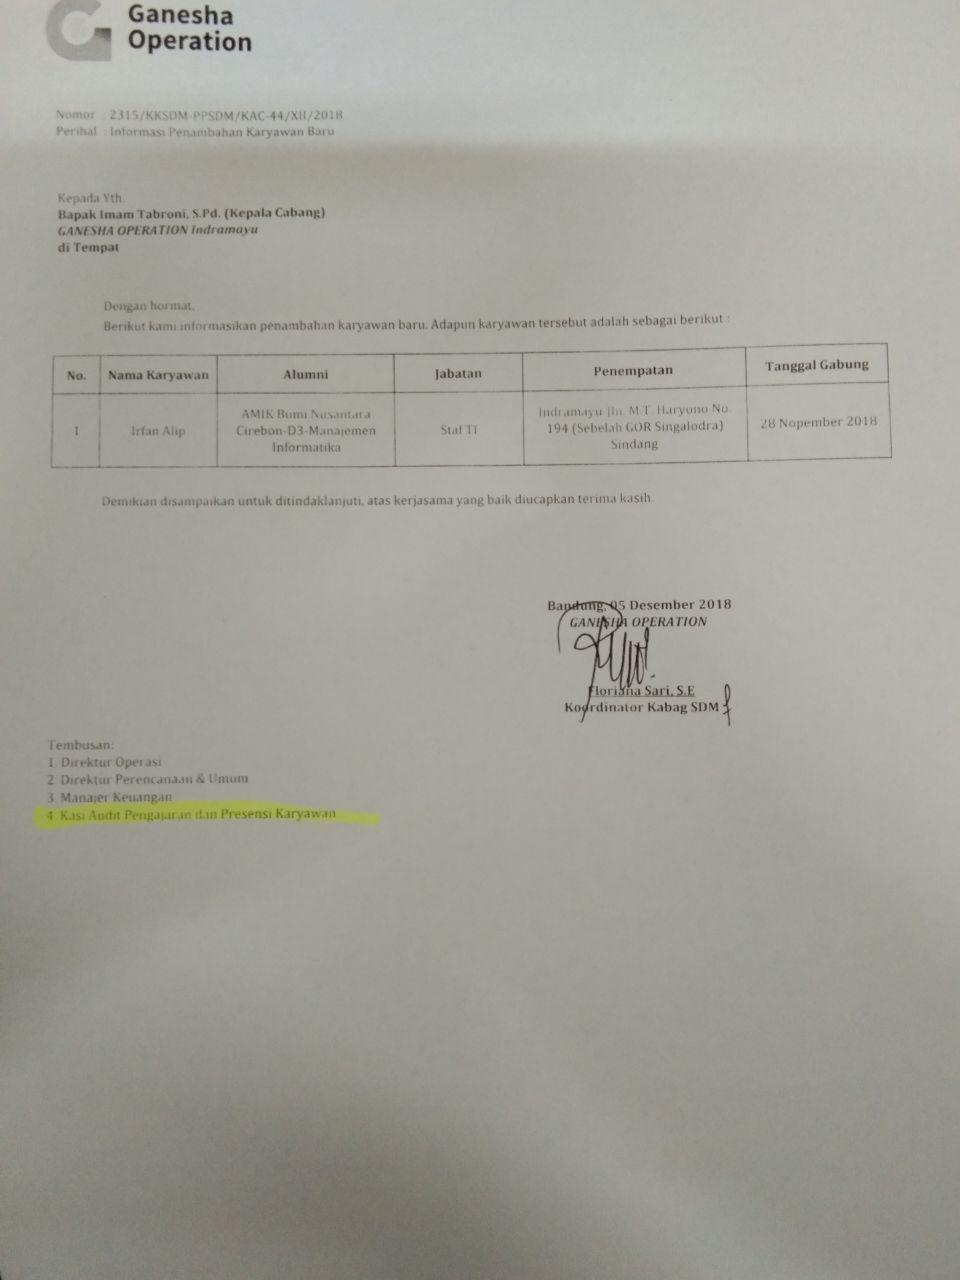 Ganesha
Operation
Nomor : 2315/KKSDM-PPSDM/KAC-44/XII/2018
Perihal : Informasi Penambahan Karyawan Baru
Kepada Yth.
Bapak Imam Tabroni, S.Pd. (Kepala Cabang)
GANESHA OPERATION Indramayu
di Tempat
Dengan hormat,
Berikut kami informasikan penambahan karyawan baru. Adapun karyawan tersebut adalah sebagai berikut :
No. Nama Karyawan Alumni Jabatan Penempatan Tanggal Gabung
1 Irfan Alip AMIK Bumi Nusantara Cirebon-D3-Manajemen Informatika Staf TI Indramayu Jln. M.T. Haryono No. 194 (Sebelah GOR Singalodra) Sindang 28 Nopember 2018
Demikian disampaikan untuk ditindaklanjuti, atas kerjasama yang baik diucapkan terima kasih.
Bandung, 05 Desember 2018
GANESHA OPERATION
Floriana Sari, S.E
Koordinator Kabag SDM
Tembusan:
1. Direktur Operasi
2. Direktur Perencanaan & Umum
3. Manajer Keuangan
4. Kasi Audit Pengajaran dan Presensi Karyawan